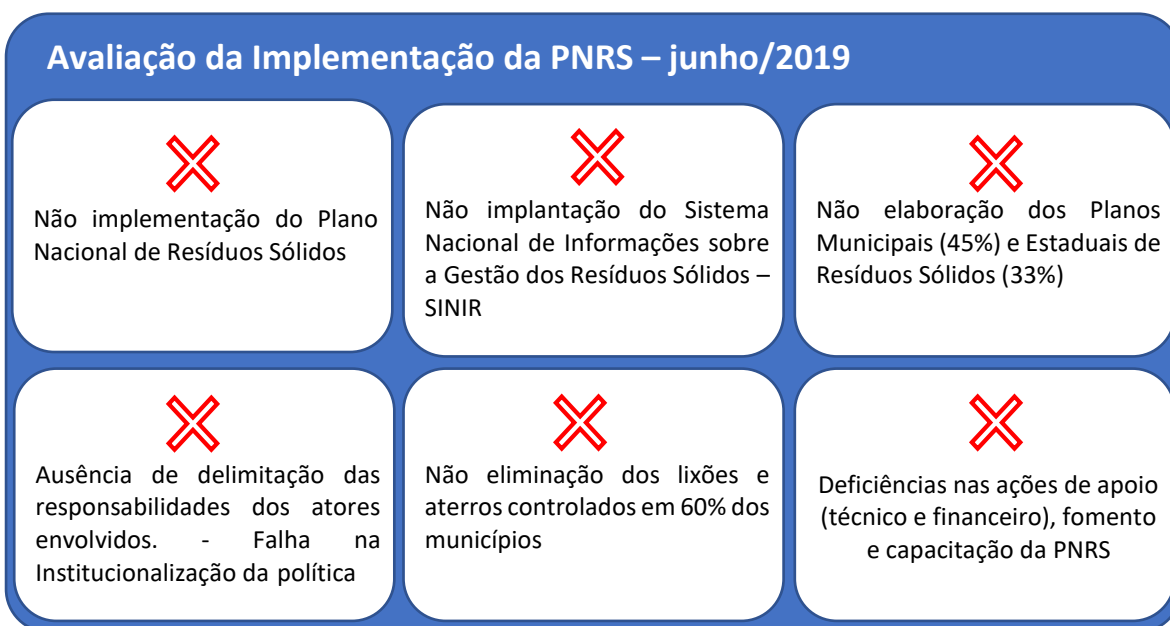 Avaliação da Implementação da PNRS – junho/2019
Não implementação do Plano
Nacional de Resíduos Sólidos
Não implantação do Sistema
Nacional de Informações sobre
a Gestão dos Resíduos Sólidos –
SINIR
Não elaboração dos Planos
Municipais (45%) e Estaduais de
Resíduos Sólidos (33%)
Ausência de delimitação das
responsabilidades dos atores
envolvidos. - Falha na
Institucionalização da política
Não eliminação dos lixões e
aterros controlados em 60% dos
municípios
Deficiências nas ações de apoio
(técnico e financeiro), fomento
e capacitação da PNRS